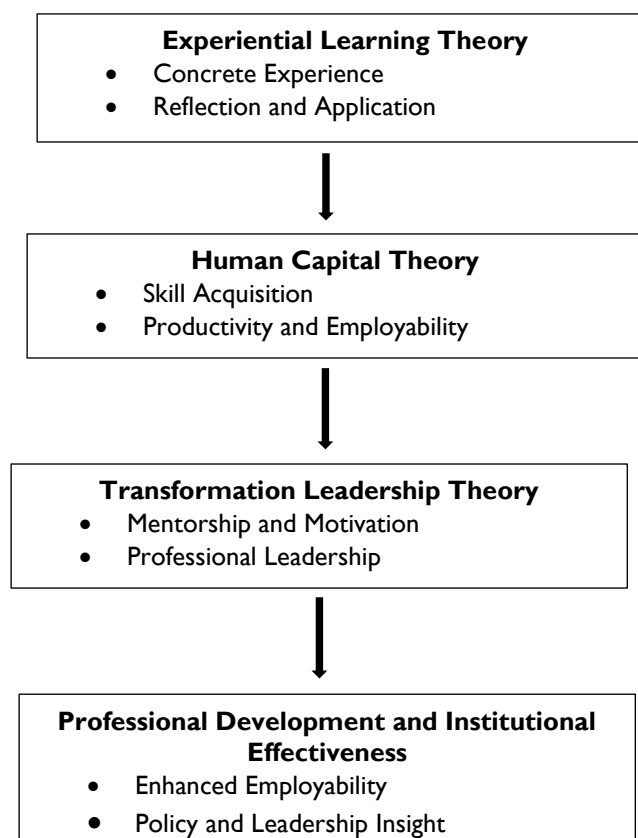 Experiential Learning Theory
• Concrete Experience
• Reflection and Application
Human Capital Theory
• Skill Acquisition
• Productivity and Employability
Transformation Leadership Theory
• Mentorship and Motivation
• Professional Leadership
Professional Development and Institutional
Effectiveness
• Enhanced Employability
• Policy and Leadership Insight